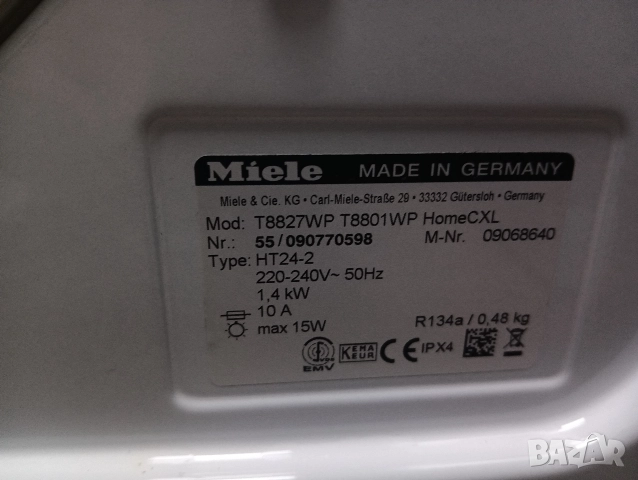 Miele MADE IN GERMANY
Miele & Cie. KG • Carl-Miele-Straße 29 • 33332 Gütersloh • Germany
Mod: T8827WP T8801WP HomeCXL
Nr.: 55/090770598 M-Nr. 09068640
Type: HT24-2
220-240V~ 50Hz
1,4 kW
10 A
max 15W R134a / 0,48 kg
EMV KEMA KEUR CE IPX4
BAZAR